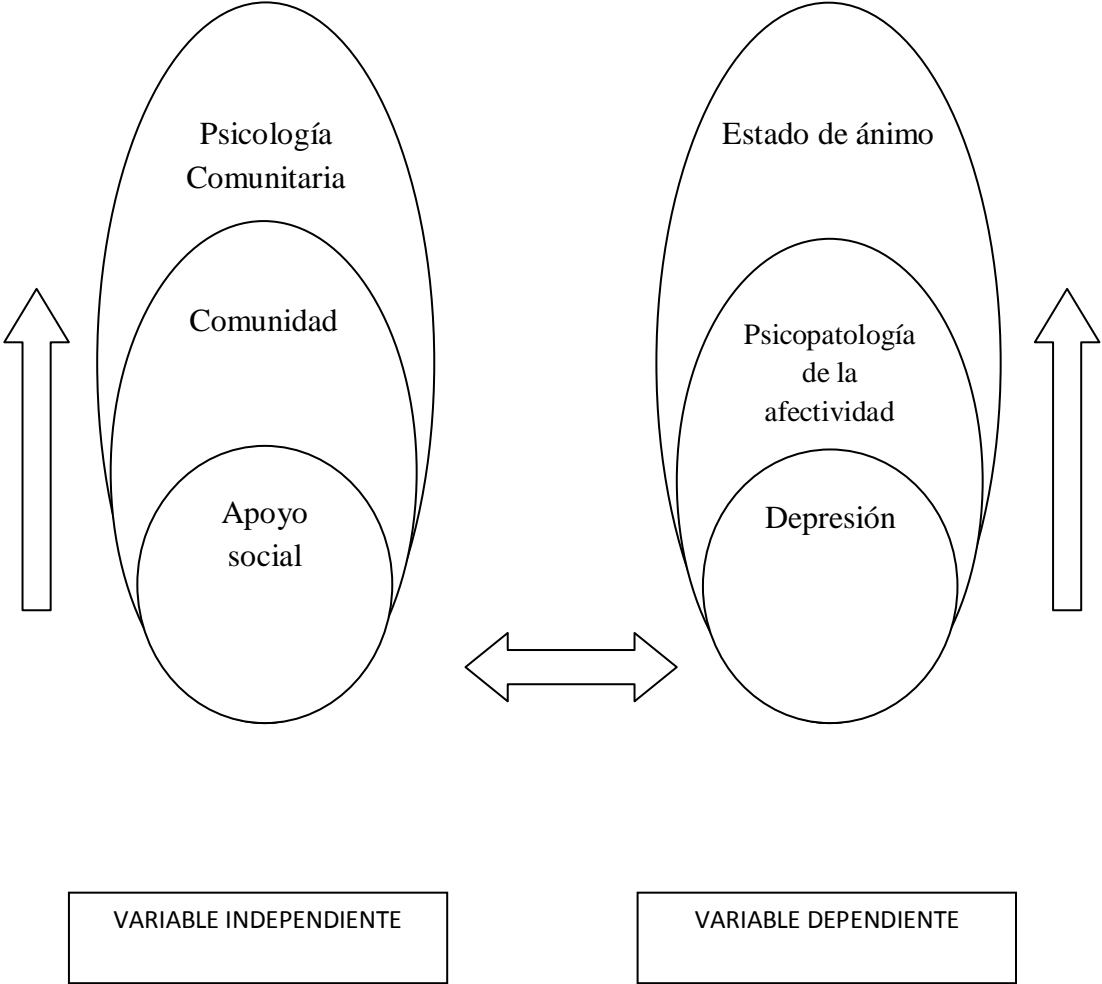 Psicología
Comunitaria
Comunidad
Apoyo
social
Estado de ánimo
Psicopatología
de la
afectividad
Depresión
VARIABLE INDEPENDIENTE
VARIABLE DEPENDIENTE